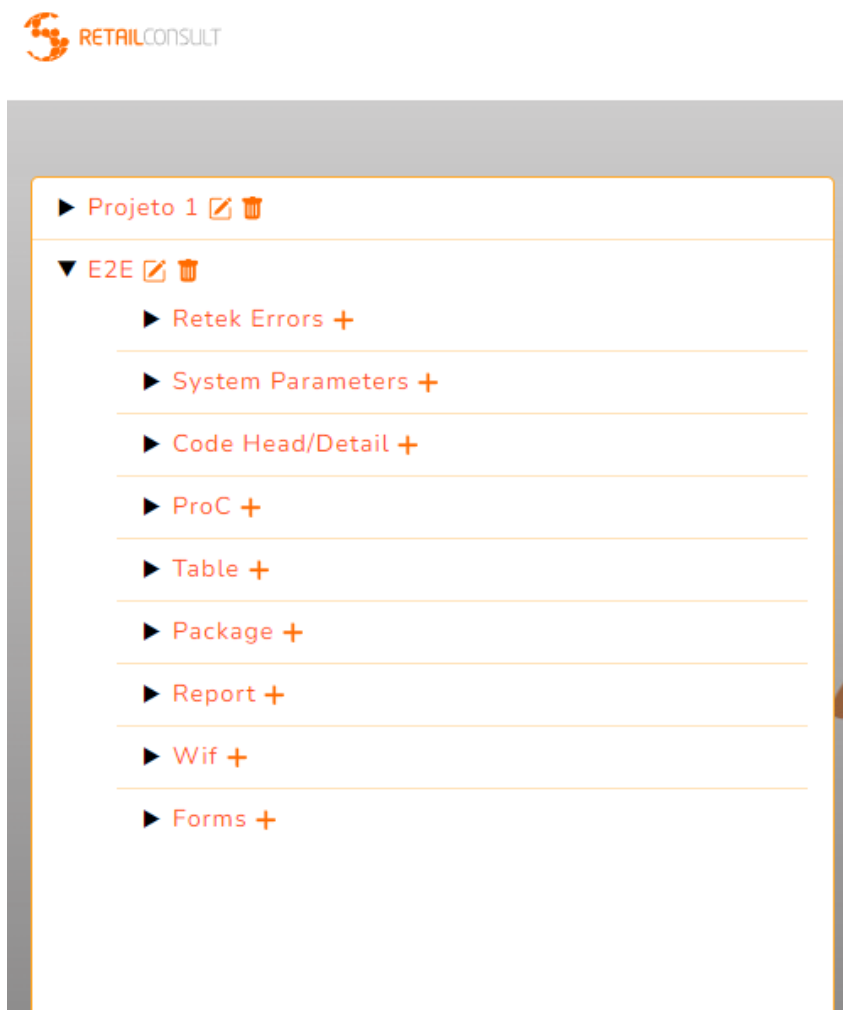 RETAILCONSULT
Projeto 1
E2E
Retek Errors +
System Parameters +
Code Head/Detail +
ProC +
Table +
Package +
Report +
Wif +
Forms +